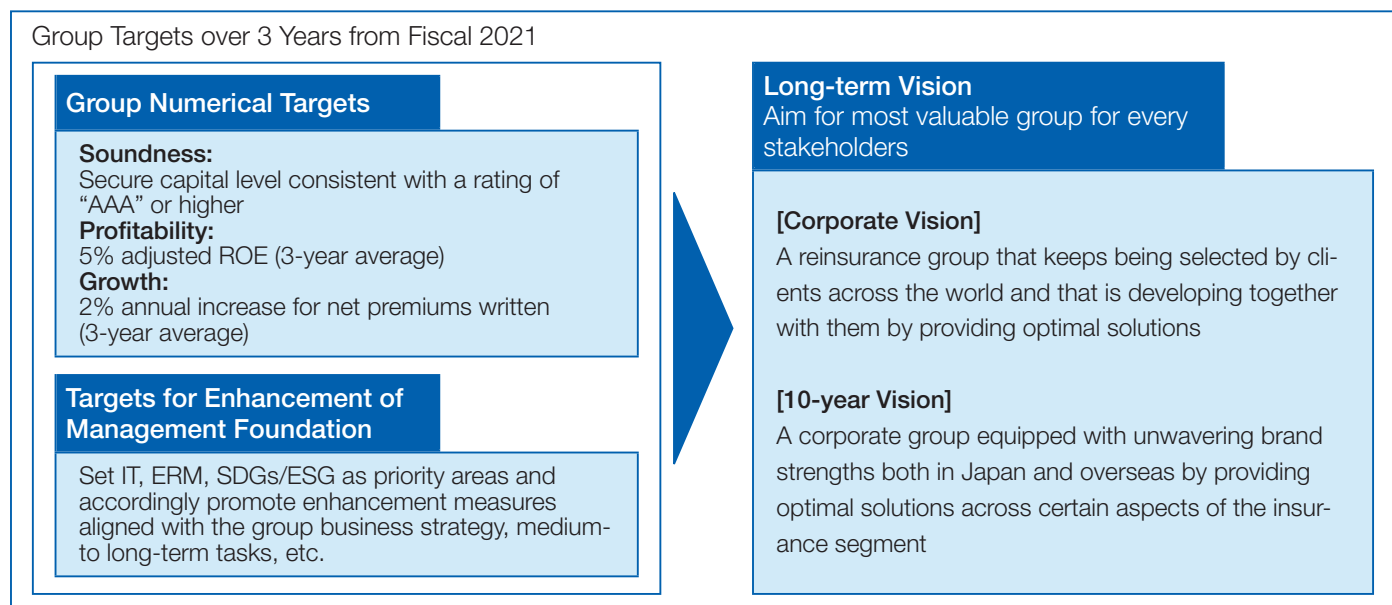 Group Targets over 3 Years from Fiscal 2021
Group Numerical Targets
Soundness:
Secure capital level consistent with a rating of
“AAA” or higher
Profitability:
5% adjusted ROE (3-year average)
Growth:
2% annual increase for net premiums written
(3-year average)
Targets for Enhancement of
Management Foundation
Set IT, ERM, SDGs/ESG as priority areas and
accordingly promote enhancement measures
aligned with the group business strategy, medium-
to long-term tasks, etc.
Long-term Vision
Aim for most valuable group for every
stakeholders
[Corporate Vision]
A reinsurance group that keeps being selected by cli-
ents across the world and that is developing together
with them by providing optimal solutions
[10-year Vision]
A corporate group equipped with unwavering brand
strengths both in Japan and overseas by providing
optimal solutions across certain aspects of the insur-
ance segment